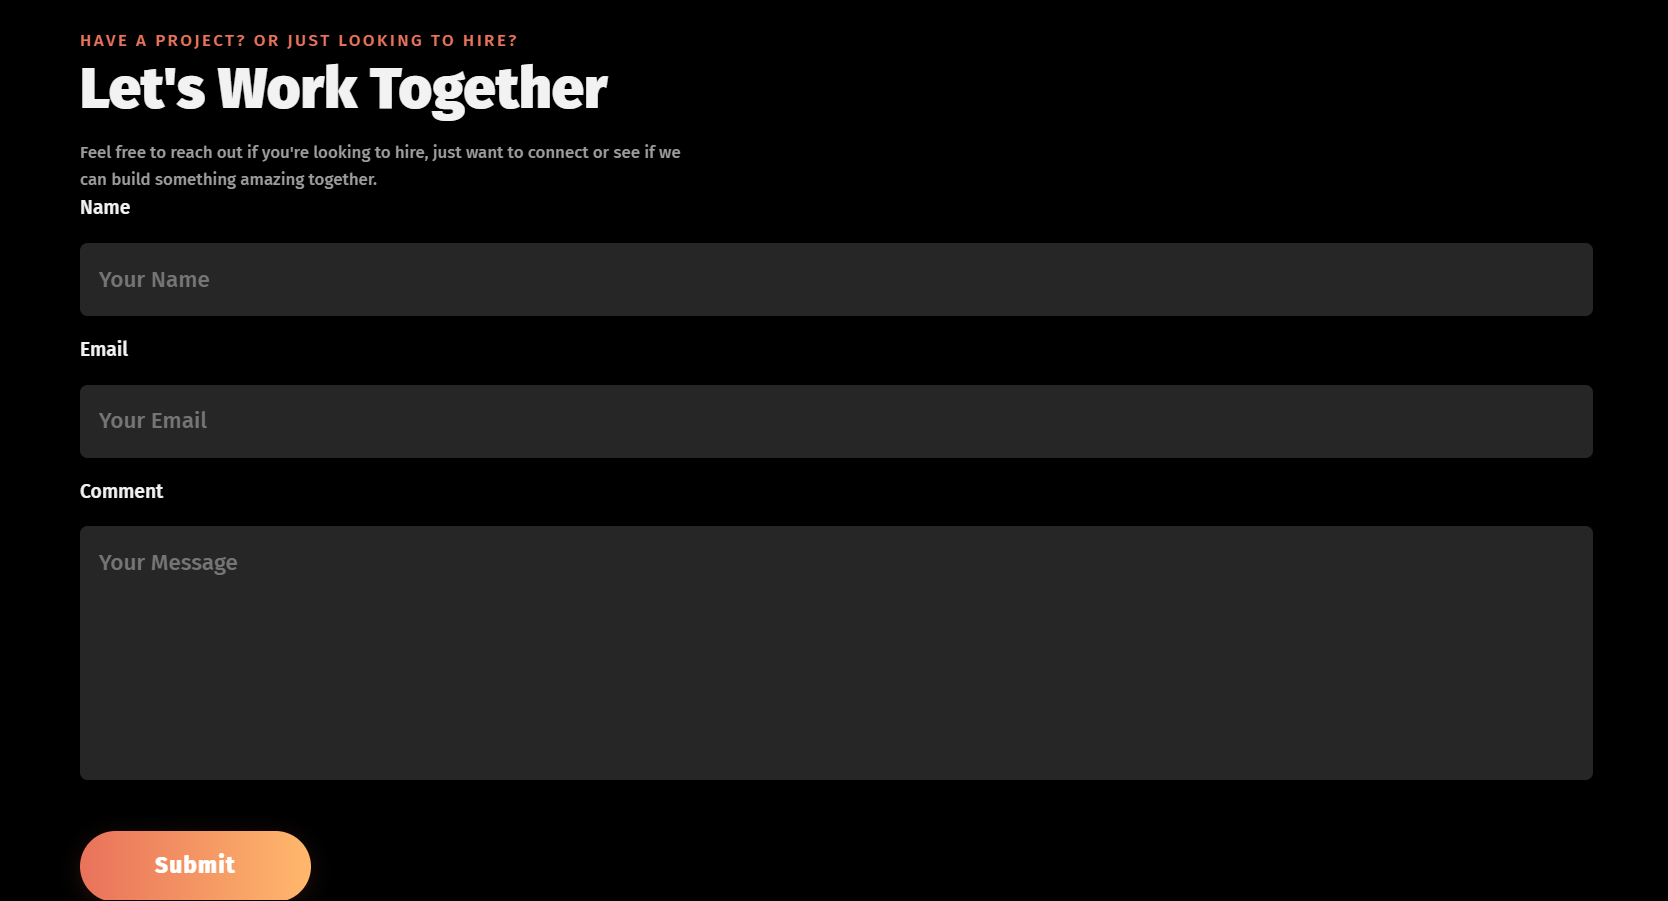 HAVE A PROJECT? OR JUST LOOKING TO HIRE?
Let's Work Together
Feel free to reach out if you're looking to hire, just want to connect or see if we
can build something amazing together.
Name
Your Name
Email
Your Email
Comment
Your Message
Submit